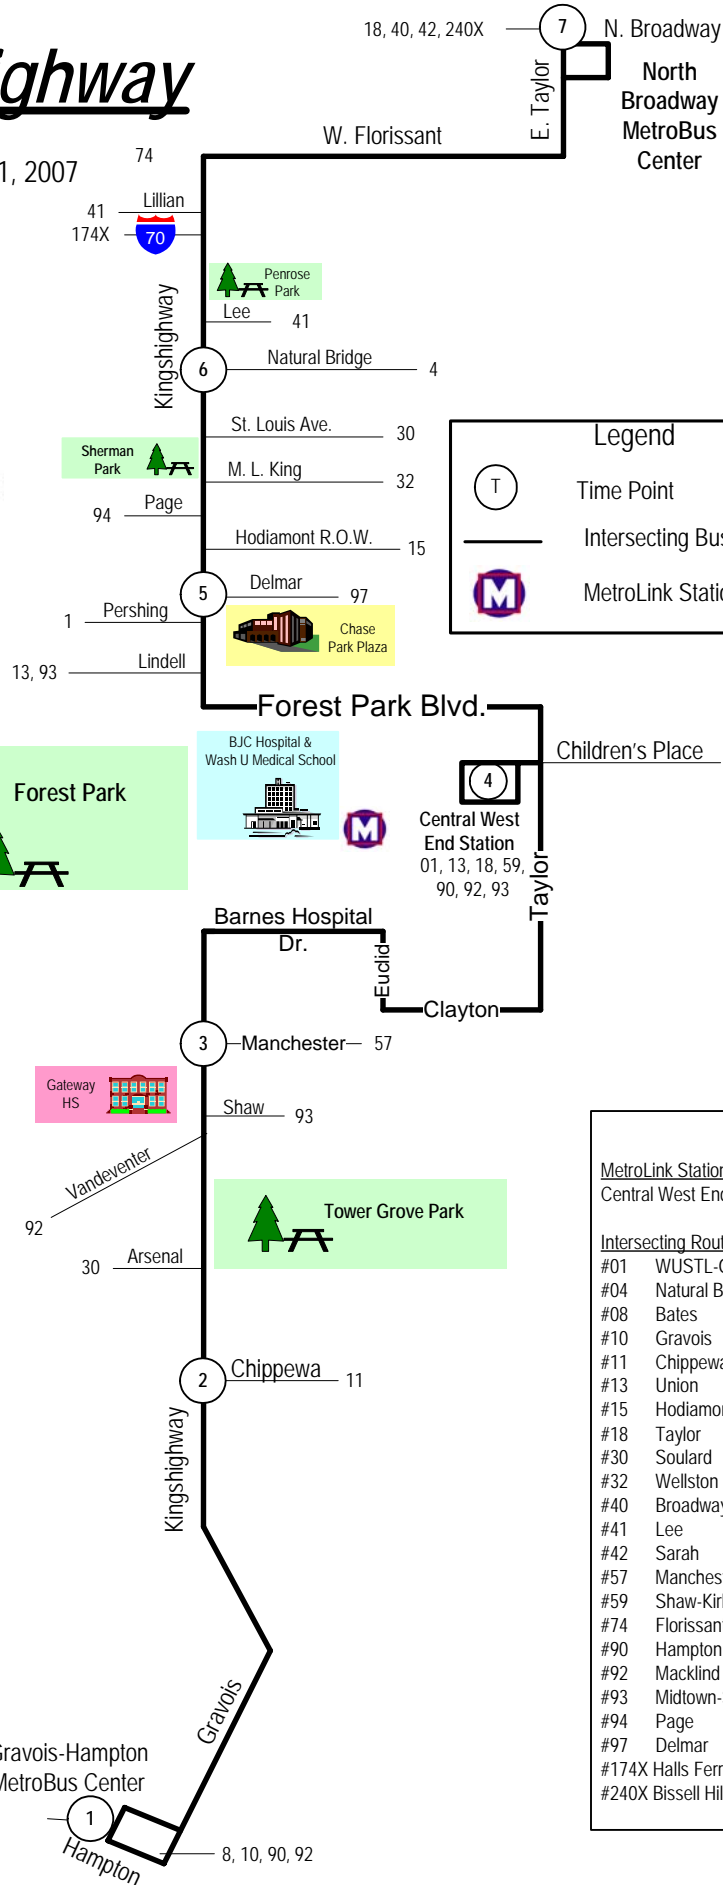 ghway
1, 2007
18, 40, 42, 240X
7
N. Broadway
North
Broadway
MetroBus
Center
E. Taylor
W. Florissant
74
Lillian
41
174X
70
Penrose
Park
Lee
41
Kingshighway
6
Natural Bridge
4
St. Louis Ave.
30
Sherman
Park
M. L. King
32
Page
94
Hodiamont R.O.W.
15
5
Delmar
97
Pershing
1
Chase
Park Plaza
Lindell
13, 93
Legend
T
Time Point
Intersecting Bus
M
MetroLink Statio
Forest Park Blvd.
BJC Hospital &
Wash U Medical School
M
Forest Park
Children's Place
4
Central West
End Station
01, 13, 18, 59,
90, 92, 93
Taylor
Barnes Hospital
Dr.
Euclid
Clayton
3
Manchester
57
Gateway
HS
Shaw
93
Vandeventer
92
Tower Grove Park
Arsenal
30
2
Chippewa
11
Kingshighway
Gravois
Gravois-Hampton
MetroBus Center
1
Hampton
8, 10, 90, 92
MetroLink Station
Central West End
Intersecting Rout
#01 WUSTL-C
#04 Natural B
#08 Bates
#10 Gravois
#11 Chippewa
#13 Union
#15 Hodiamon
#18 Taylor
#30 Soulard
#32 Wellston
#40 Broadway
#41 Lee
#42 Sarah
#57 Manches
#59 Shaw-Kir
#74 Florissan
#90 Hampton
#92 Macklind
#93 Midtown-
#94 Page
#97 Delmar
#174X Halls Ferr
#240X Bissell Hil